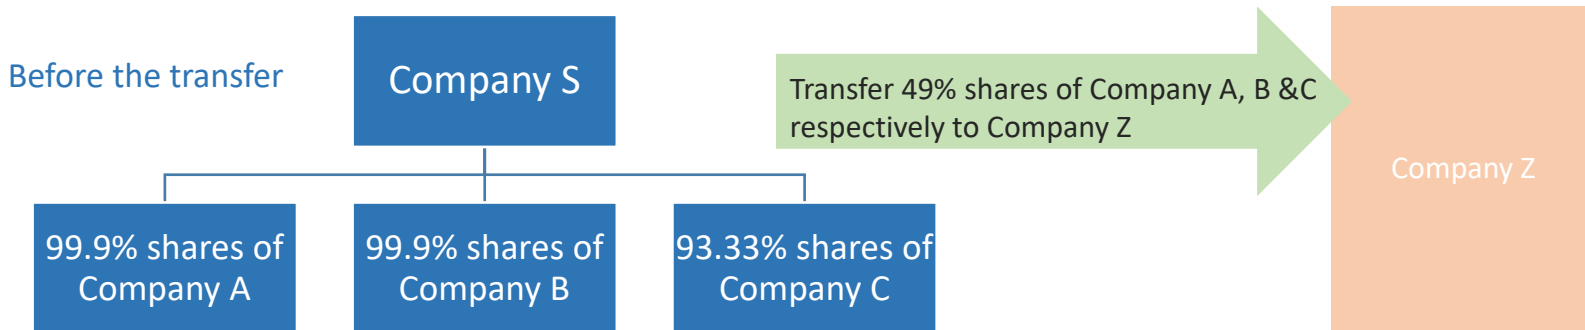 Before the transfer
Company S
Transfer 49% shares of Company A, B &C
respectively to Company Z
Company Z
99.9% shares of
Company A
99.9% shares of
Company B
93.33% shares of
Company C